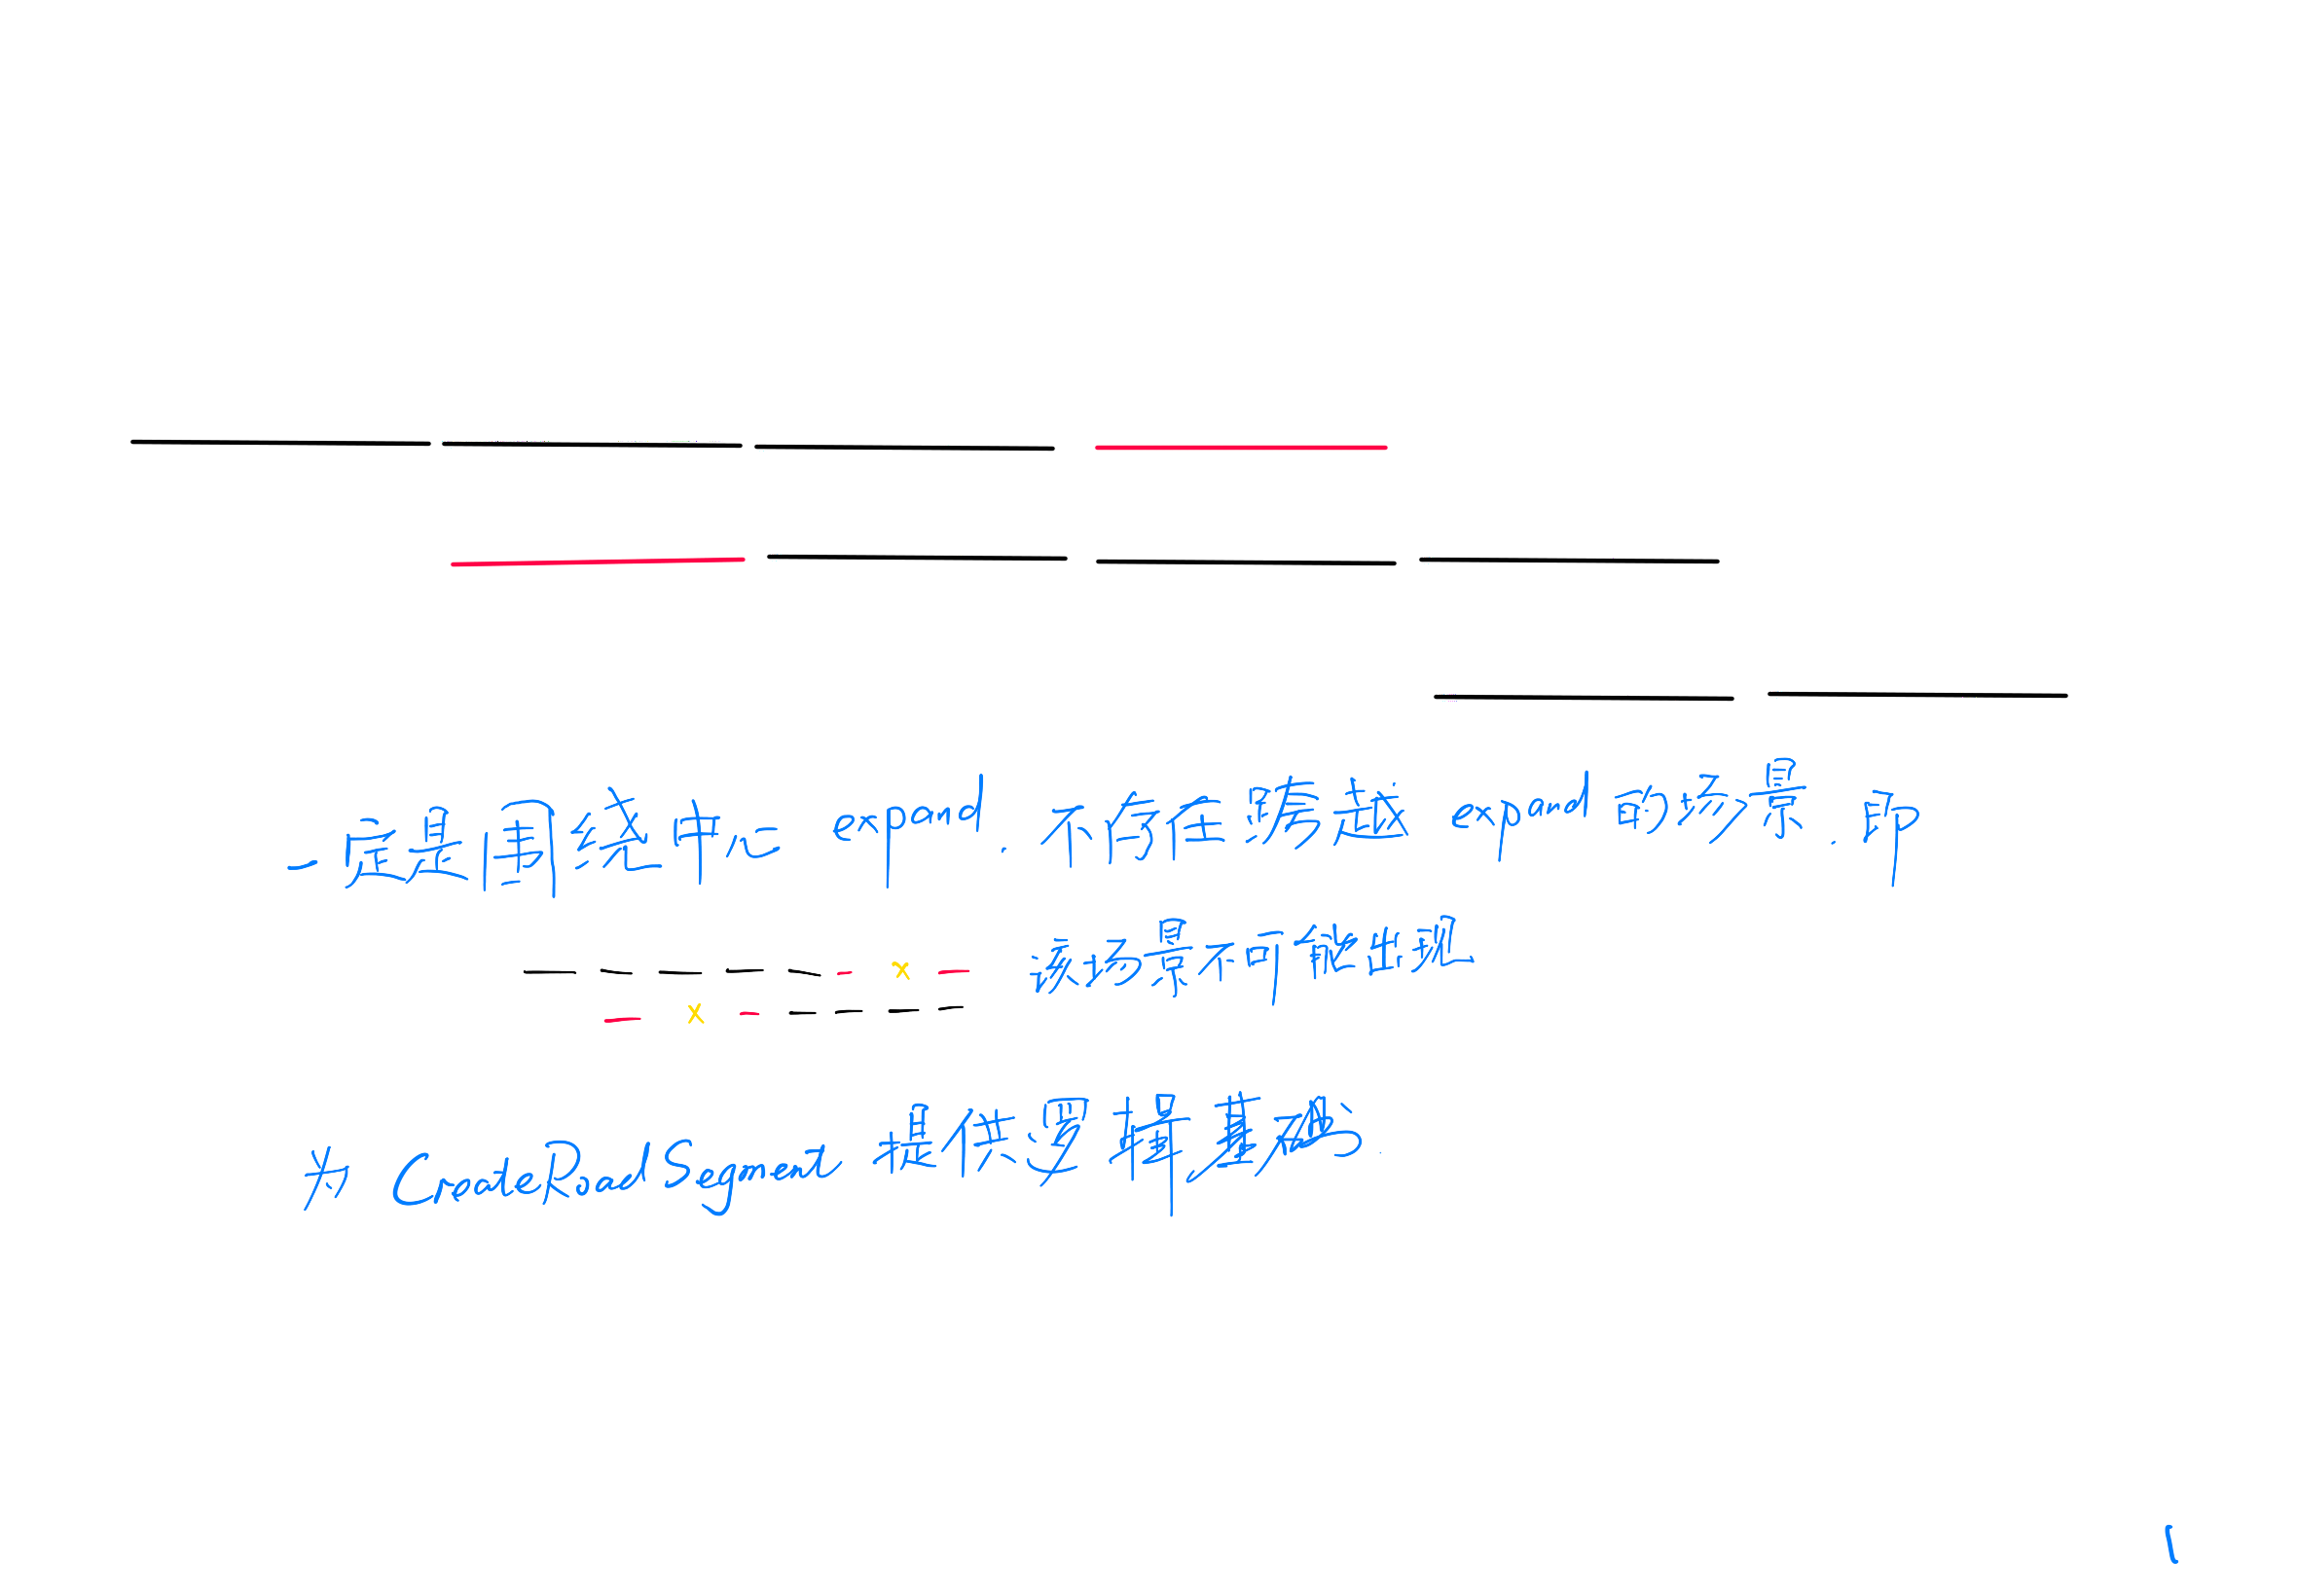 一定是围绕中心 expand. 不存在跨越 expand 的场景. 即
x 该场景不可能出现
x
为 CreateRoadSegment 提供逻辑基础.